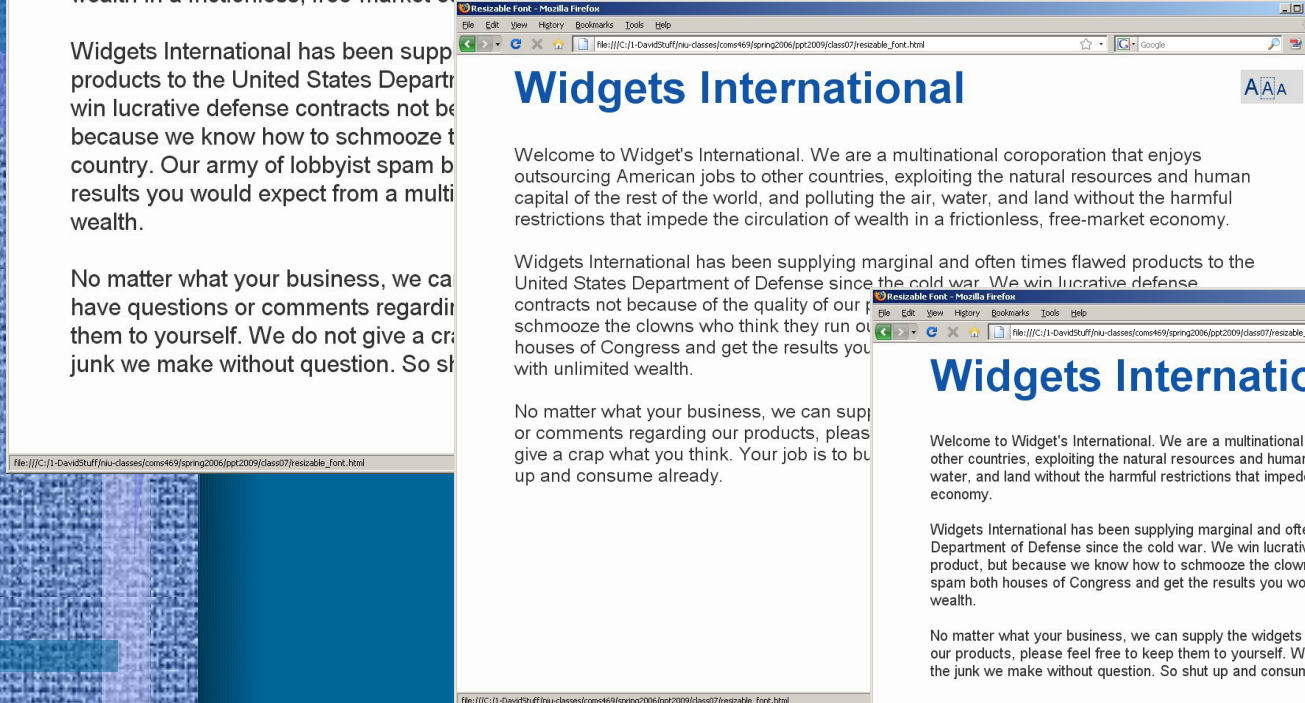 wealth in a frictionless, free-market
Widgets International has been supp
products to the United States Departm
win lucrative defense contracts not be
because we know how to schmooze t
country. Our army of lobbyist spam b
results you would expect from a multi
wealth.
No matter what your business, we ca
have questions or comments regardi
them to yourself. We do not give a cra
junk we make without question. So sh
file:///C:/1-DavidStuff/niu-classes/coms469/spring2006/ppt2009/class07/resizable_font.html
Resizable Font - Mozilla Firefox
File Edit View History Bookmarks Tools Help
file:///C:/1-DavidStuff/niu-classes/coms469/spring2006/ppt2009/class07/resizable_font.html
G Google
Widgets International
A A A
Welcome to Widget's International. We are a multinational coroporation that enjoys
outsourcing American jobs to other countries, exploiting the natural resources and human
capital of the rest of the world, and polluting the air, water, and land without the harmful
restrictions that impede the circulation of wealth in a frictionless, free-market economy.
Widgets International has been supplying marginal and often times flawed products to the
United States Department of Defense since the cold war. We win lucrative defense
contracts not because of the quality of our p
schmooze the clowns who think they run ou
houses of Congress and get the results you
with unlimited wealth.
No matter what your business, we can supp
or comments regarding our products, pleas
give a crap what you think. Your job is to bu
up and consume already.
file:///C:/1-DavidStuff/niu-classes/coms469/spring2006/ppt2009/class07/resizable_font.html
Resizable Font - Mozilla Firefox
File Edit View History Bookmarks Tools Help
file:///C:/1-DavidStuff/niu-classes/coms469/spring2006/ppt2009/class07/resizable_
Widgets Internatio
Welcome to Widget's International. We are a multinational
other countries, exploiting the natural resources and human
water, and land without the harmful restrictions that impede
economy.
Widgets International has been supplying marginal and ofte
Department of Defense since the cold war. We win lucrativ
product, but because we know how to schmooze the clown
spam both houses of Congress and get the results you wo
wealth.
No matter what your business, we can supply the widgets
our products, please feel free to keep them to yourself. W
the junk we make without question. So shut up and consum